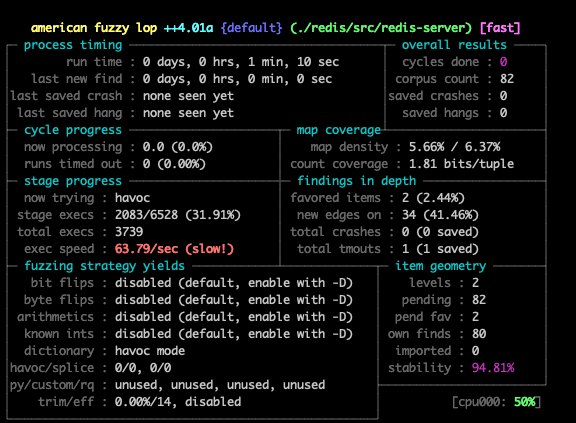 american fuzzy lop ++4.01a {default} (./redis/src/redis-server) [fast]
process timing overall results
run time : 0 days, 0 hrs, 1 min, 10 sec cycles done : 0
last new find : 0 days, 0 hrs, 0 min, 0 sec corpus count : 82
last saved crash : none seen yet saved crashes : 0
last saved hang : none seen yet saved hangs : 0
cycle progress map coverage
now processing : 0.0 (0.0%) map density : 5.66% / 6.37%
runs timed out : 0 (0.00%) count coverage : 1.81 bits/tuple
stage progress findings in depth
now trying : havoc favored items : 2 (2.44%)
stage execs : 2083/6528 (31.91%) new edges on : 34 (41.46%)
total execs : 3739 total crashes : 0 (0 saved)
exec speed : 63.79/sec (slow!) total tmouts : 1 (1 saved)
fuzzing strategy yields item geometry
bit flips : disabled (default, enable with -D) levels : 2
byte flips : disabled (default, enable with -D) pending : 82
arithmetics : disabled (default, enable with -D) pend fav : 2
known ints : disabled (default, enable with -D) own finds : 80
dictionary : havoc mode imported : 0
havoc/splice : 0/0, 0/0 stability : 94.81%
py/custom/rq : unused, unused, unused, unused
trim/eff : 0.00%/14, disabled [cpu000: 50%]